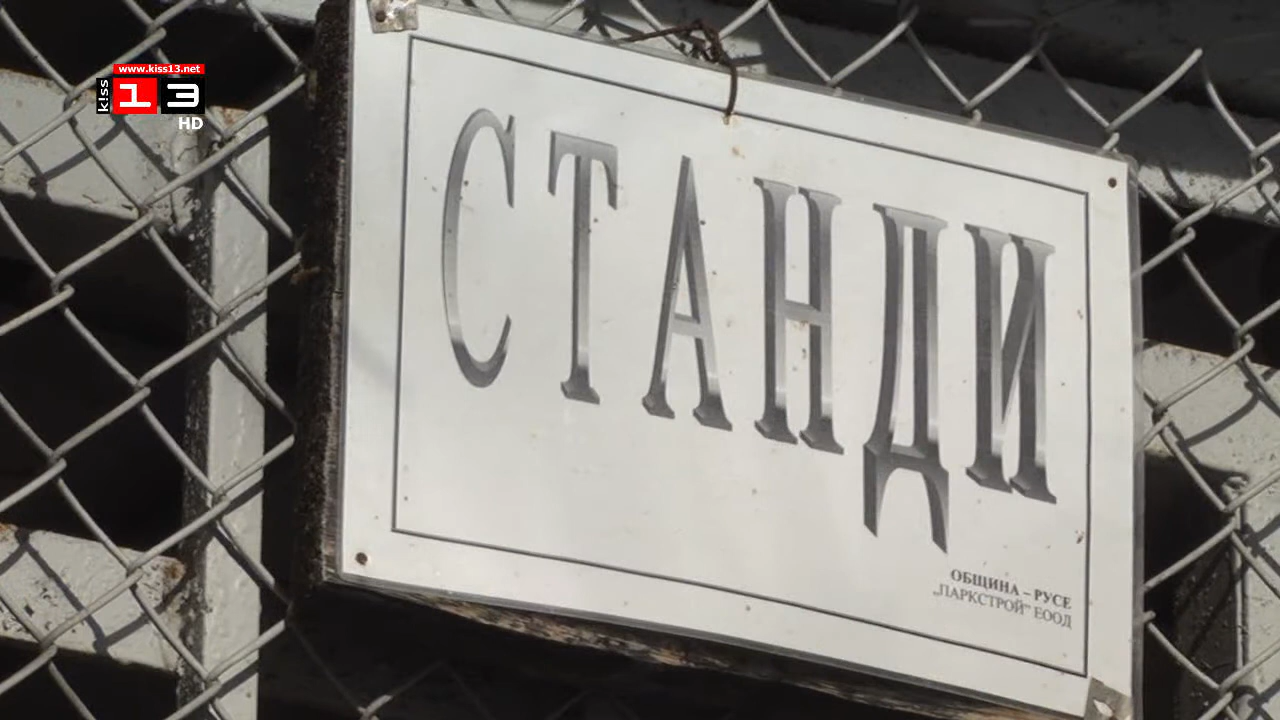 www.kiss13.net
kiss
13
HD
СТАНДИ
ОБЩИНА – РУСЕ
„ПАРКСТРОЙ" ЕООД